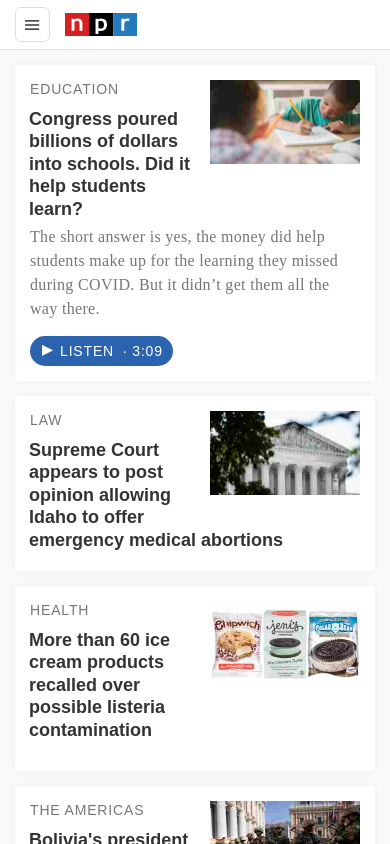 npr
EDUCATION
Congress poured
billions of dollars
into schools. Did it
help students
learn?
The short answer is yes, the money did help
students make up for the learning they missed
during COVID. But it didn’t get them all the
way there.
LISTEN · 3:09
LAW
Supreme Court
appears to post
opinion allowing
Idaho to offer
emergency medical abortions
HEALTH
Chipwich
jeni's
POLAR BEAR
More than 60 ice
cream products
recalled over
possible listeria
contamination
THE AMERICAS
Bolivia's president